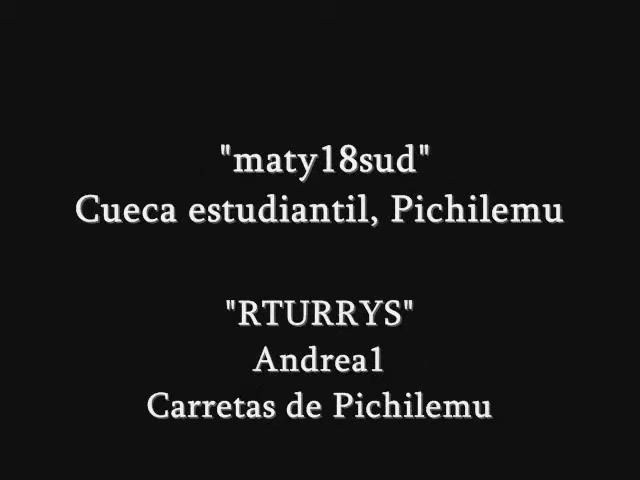 "maty18sud"
Cueca estudiantil, Pichilemu
"RTURRYS"
Andrea1
Carretas de Pichilemu